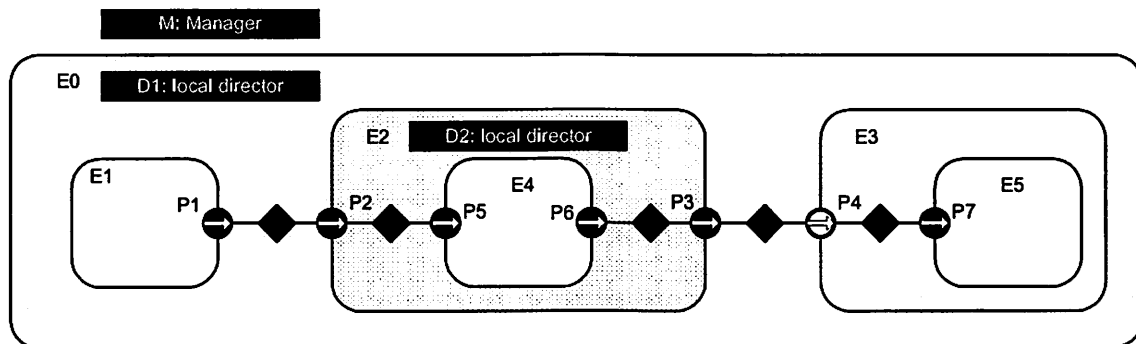 M: Manager
E0
D1: local director
E2
D2: local director
E3
E1
E4
E5
P1
P2
P5
P6
P3
P4
P7